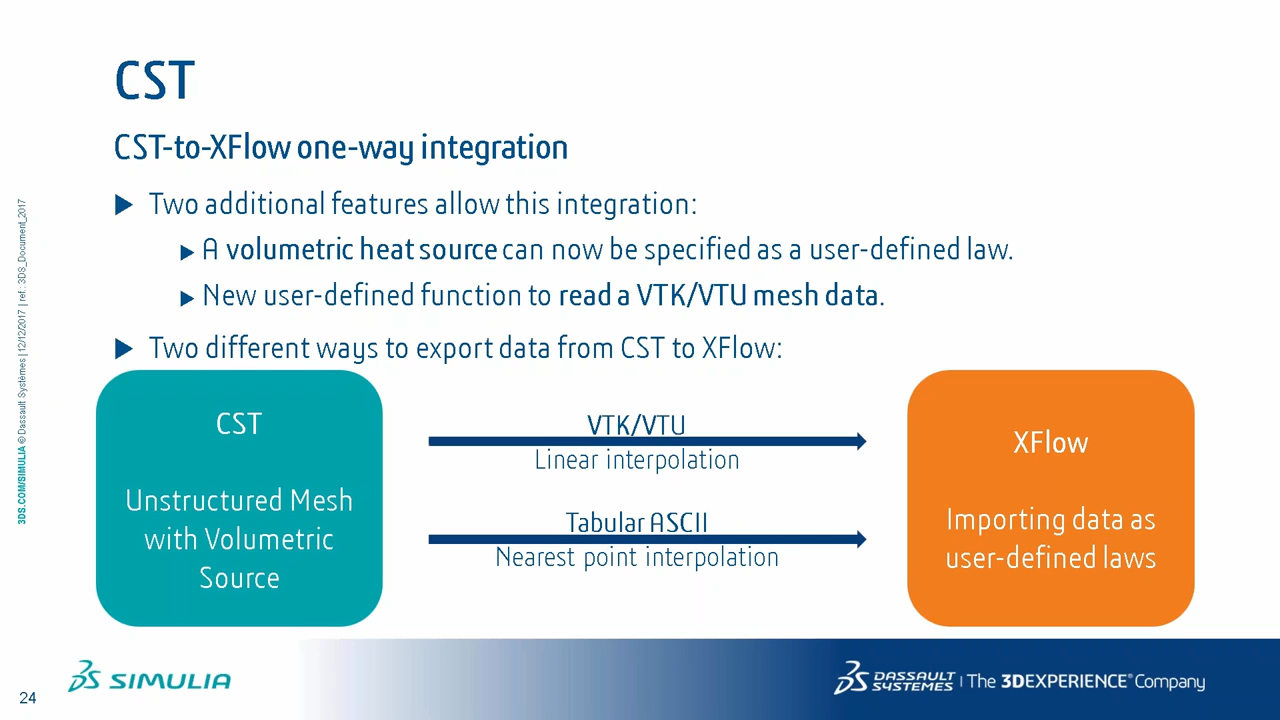 CST
CST-to-XFlow one-way integration
Two additional features allow this integration:
A volumetric heat source can now be specified as a user-defined law.
New user-defined function to read a VTK/VTU mesh data.
Two different ways to export data from CST to XFlow:
CST
Unstructured Mesh
with Volumetric
Source
VTK/VTU
Linear interpolation
Tabular ASCII
Nearest point interpolation
XFlow
Importing data as
user-defined laws
3DS.COM/SIMULIA © Dassault Systèmes | 12/12/2017 | ref.: 3DS_Document_2017
24
3DS SIMULIA
3DS DASSAULT SYSTEMES | The 3DEXPERIENCE® Company